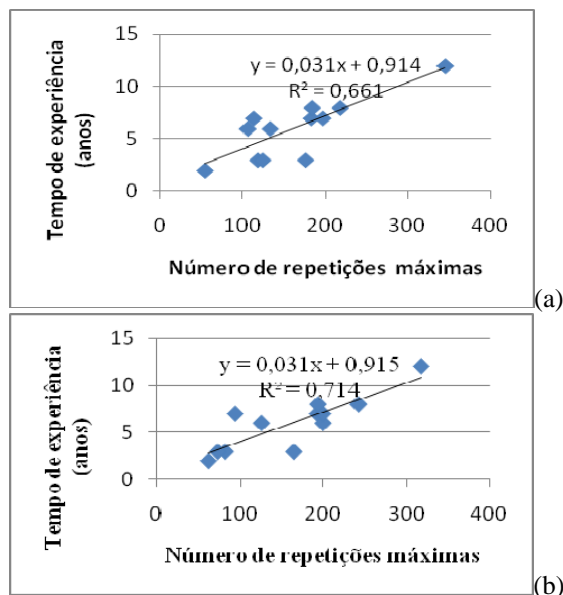 15
10
5
0
Tempo de experiência
(anos)
y = 0,031x + 0,914
R² = 0,661
0 100 200 300 400
Número de repetições máximas
(a)
15
10
5
0
Tempo de experiência
(anos)
y = 0,031x + 0,915
R² = 0,714
0 100 200 300 400
Número de repetições máximas
(b)